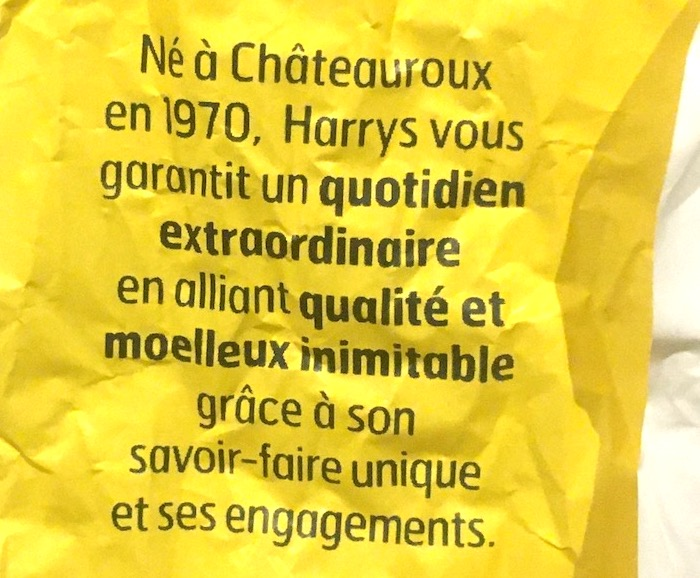 Né à Châteauroux
en 1970, Harrys vous
garantit un quotidien
extraordinaire
en alliant qualité et
moelleux inimitable
grâce à son
savoir-faire unique
et ses engagements.